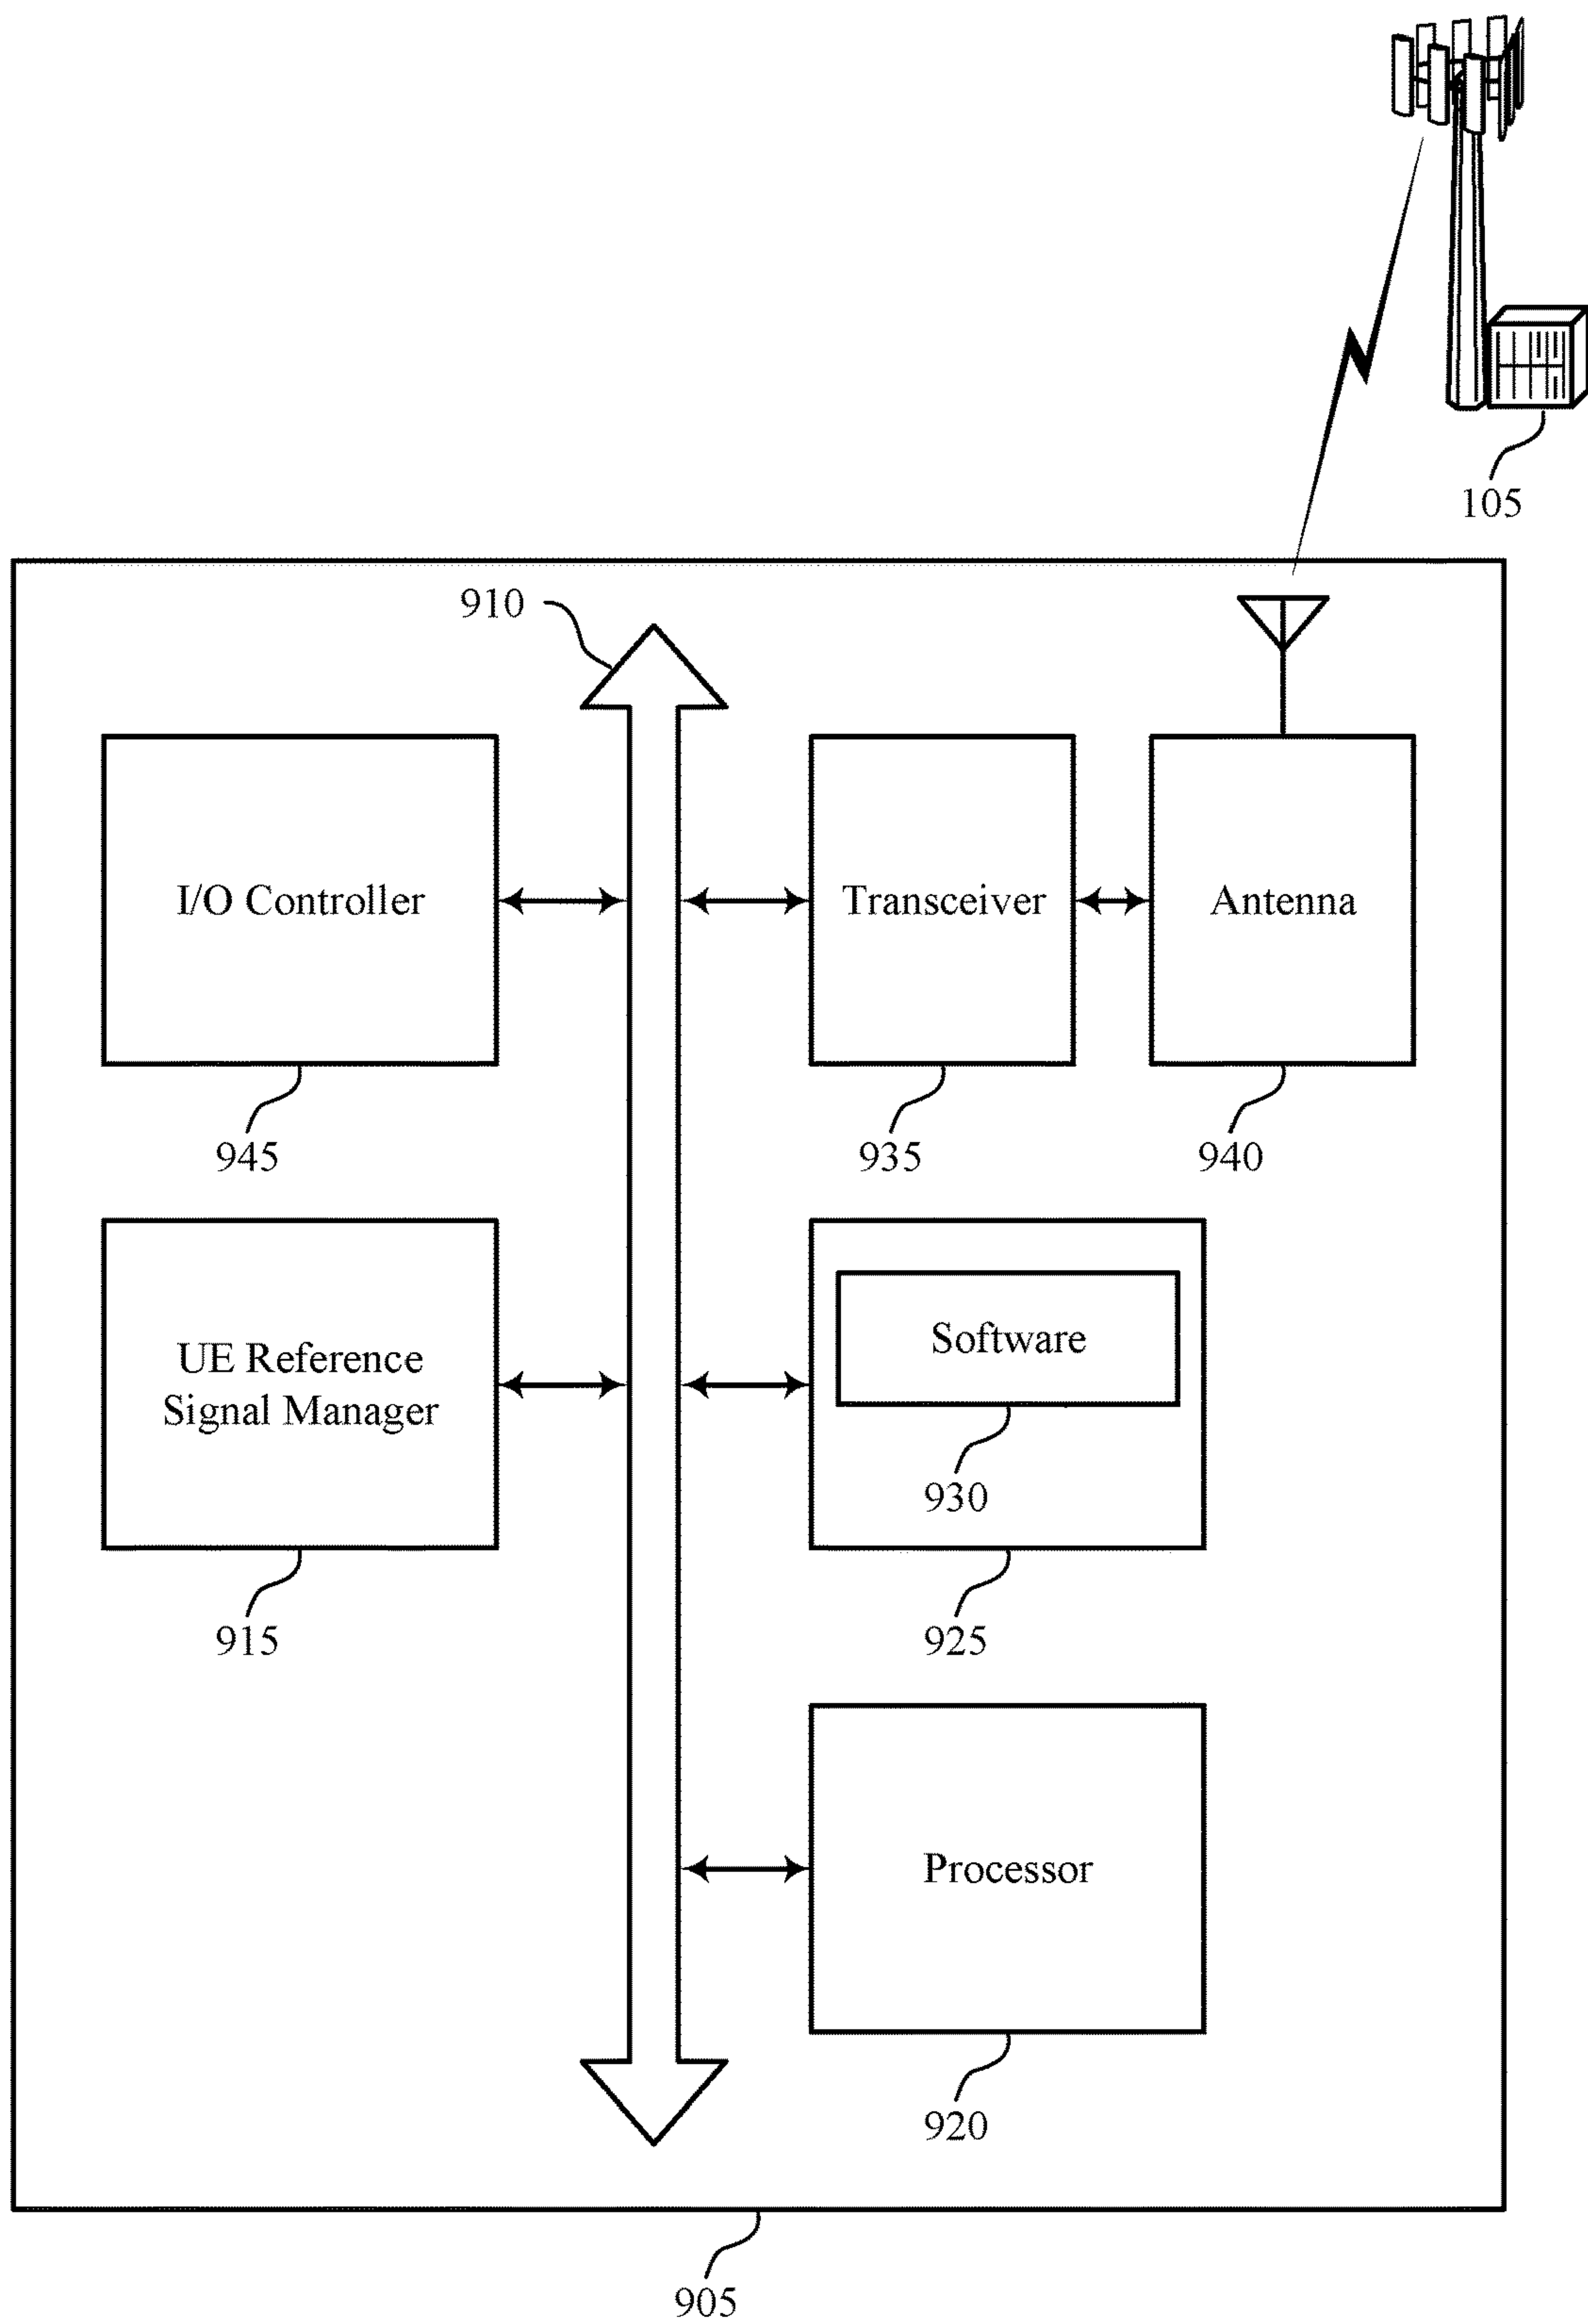 105
910
I/O Controller
Transceiver
Antenna
945
935
940
UE Reference
Signal Manager
Software
930
915
925
Processor
920
905